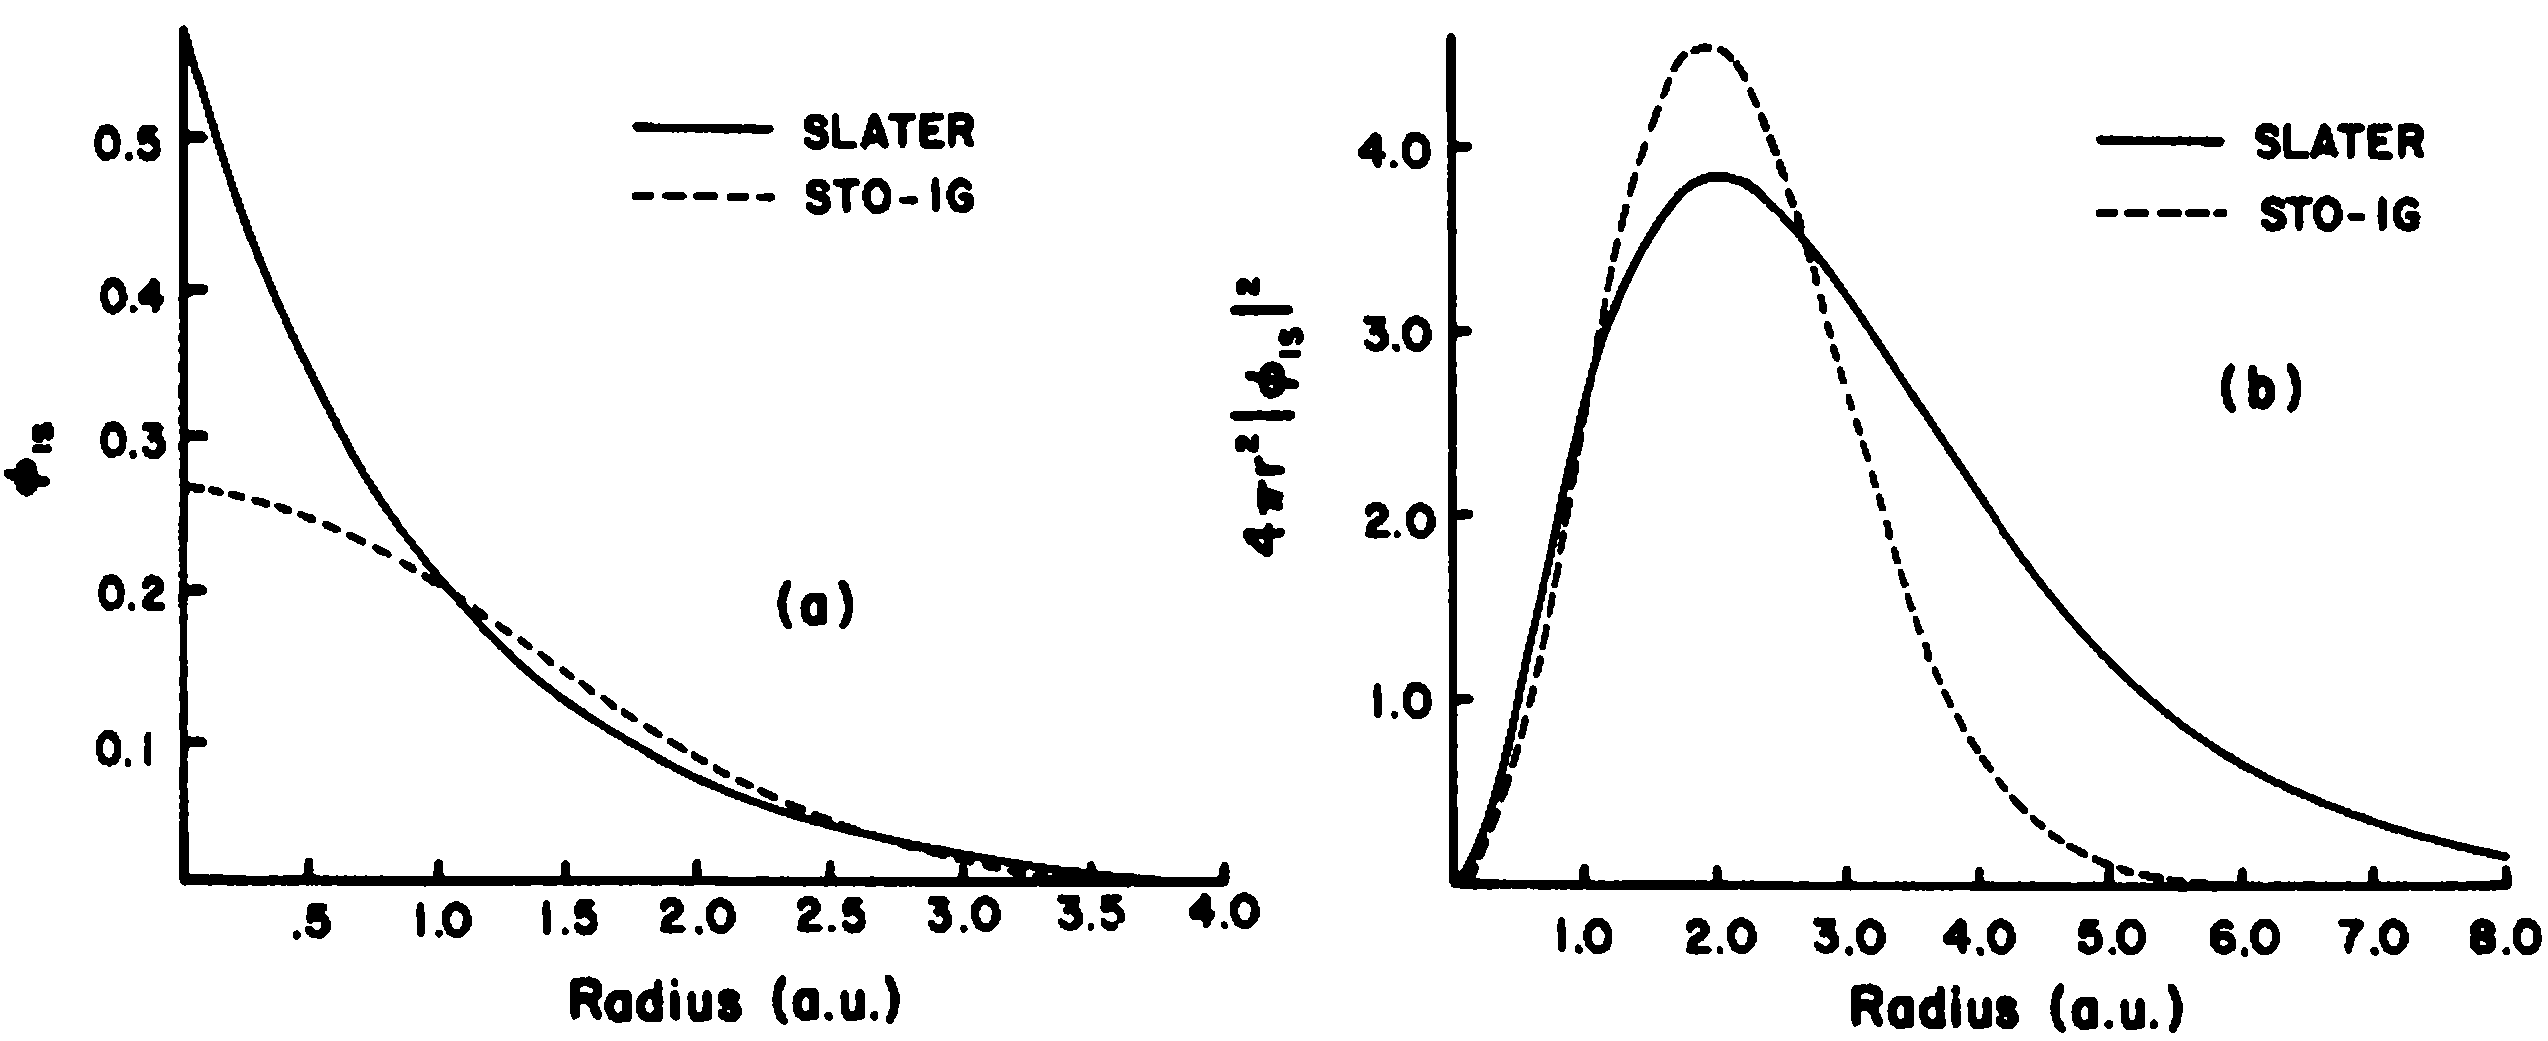 0.5
0.4
0.3
0.2
0.1
ϕ1S
SLATER
STO-1G
(a)
.5 1.0 1.5 2.0 2.5 3.0 3.5 4.0
Radius (a.u.)
4.0
3.0
2.0
1.0
4πr²|ϕ1S|²
SLATER
STO-1G
(b)
1.0 2.0 3.0 4.0 5.0 6.0 7.0 8.0
Radius (a.u.)